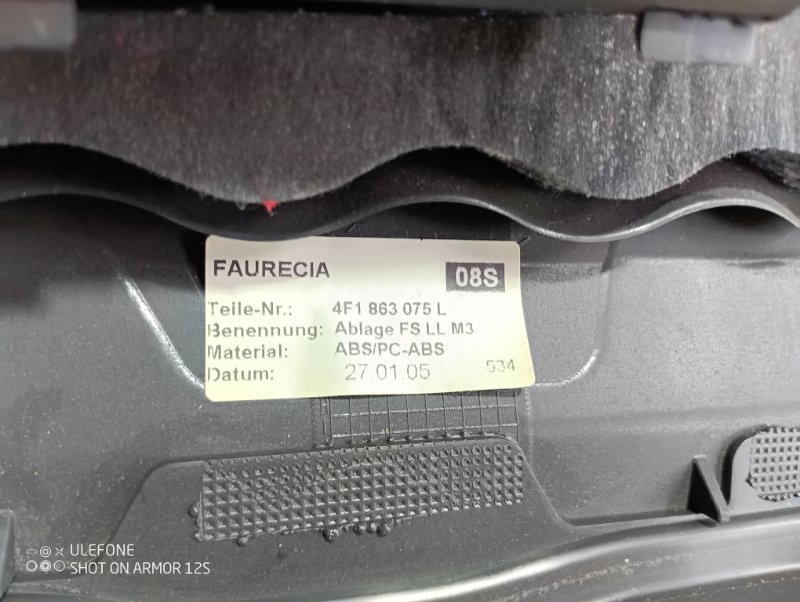 FAURECIA 08S
Teile-Nr.: 4F1 863 075 L
Benennung: Ablage FS LL M3
Material: ABS/PC-ABS
Datum: 27.01.05 534
ULEFONE
SHOT ON ARMOR 12S